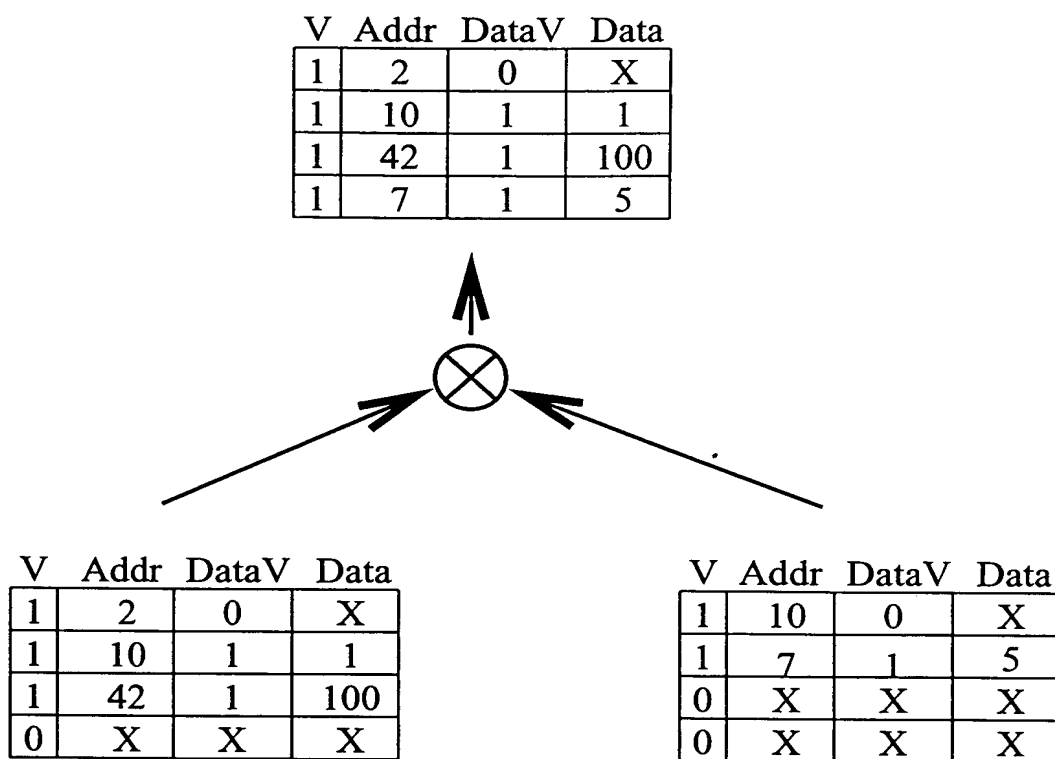 V Addr DataV Data
1 2 0 X
1 10 1 1
1 42 1 100
1 7 1 5
V Addr DataV Data
1 2 0 X
1 10 1 1
1 42 1 100
0 X X X
V Addr DataV Data
1 10 0 X
1 7 1 5
0 X X X
0 X X X